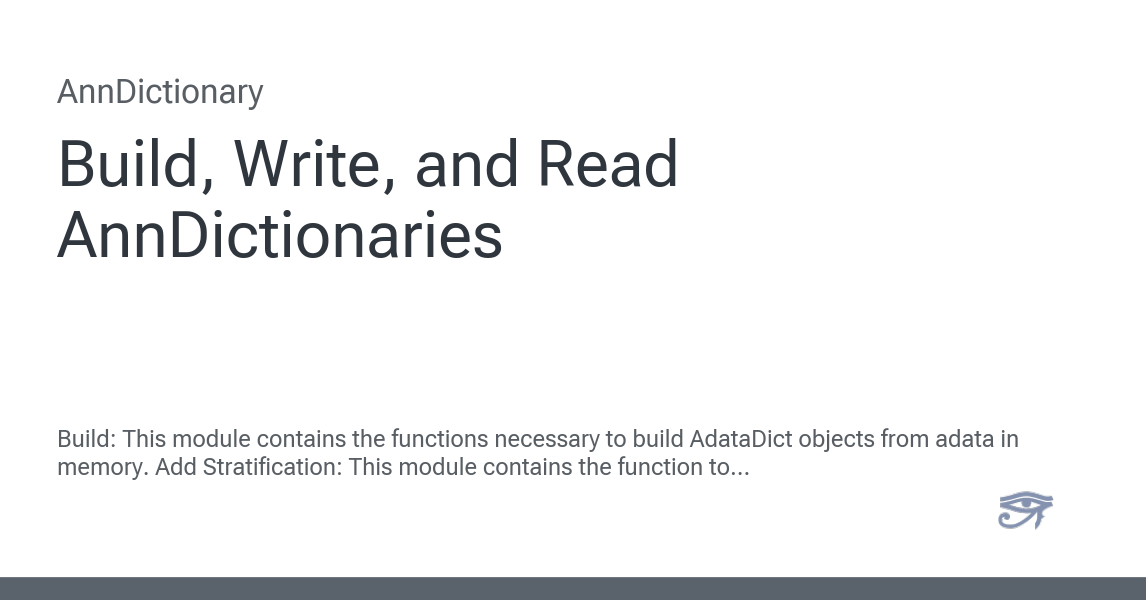 AnnDictionary
Build, Write, and Read
AnnDictionaries
Build: This module contains the functions necessary to build AdataDict objects from adata in
memory. Add Stratification: This module contains the function to...